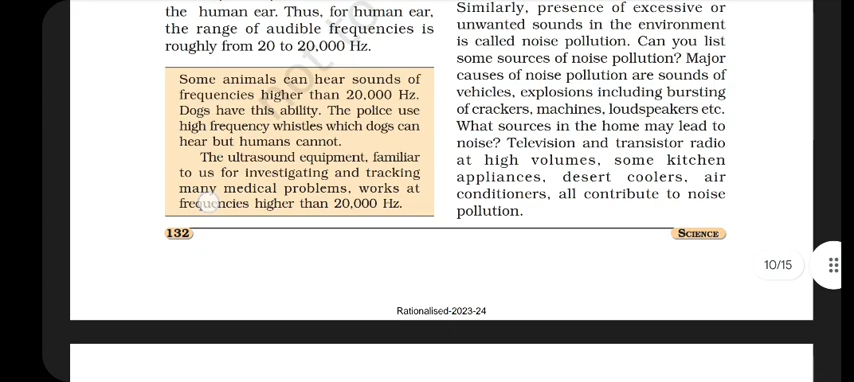 the human ear. Thus, for human ear,
the range of audible frequencies is
roughly from 20 to 20,000 Hz.
Some animals can hear sounds of
frequencies higher than 20,000 Hz.
Dogs have this ability. The police use
high frequency whistles which dogs can
hear but humans cannot.
The ultrasound equipment, familiar
to us for investigating and tracking
many medical problems, works at
frequencies higher than 20,000 Hz.
Similarly, presence of excessive or
unwanted sounds in the environment
is called noise pollution. Can you list
some sources of noise pollution? Major
causes of noise pollution are sounds of
vehicles, explosions including bursting
of crackers, machines, loudspeakers etc.
What sources in the home may lead to
noise? Television and transistor radio
at high volumes, some kitchen
appliances, desert coolers, air
conditioners, all contribute to noise
pollution.
132
SCIENCE
10/15
Rationalised-2023-24
not to